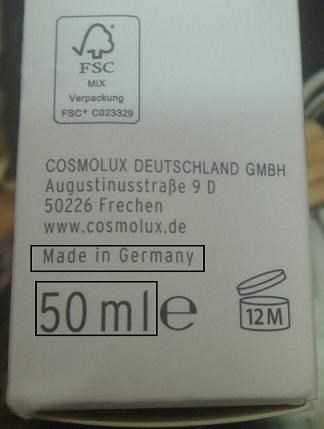 FSC
MIX
Verpackung
FSC® C023329
COSMOLUX DEUTSCHLAND GMBH
Augustinusstraße 9 D
50226 Frechen
www.cosmolux.de
Made in Germany
50 ml ℮
12M